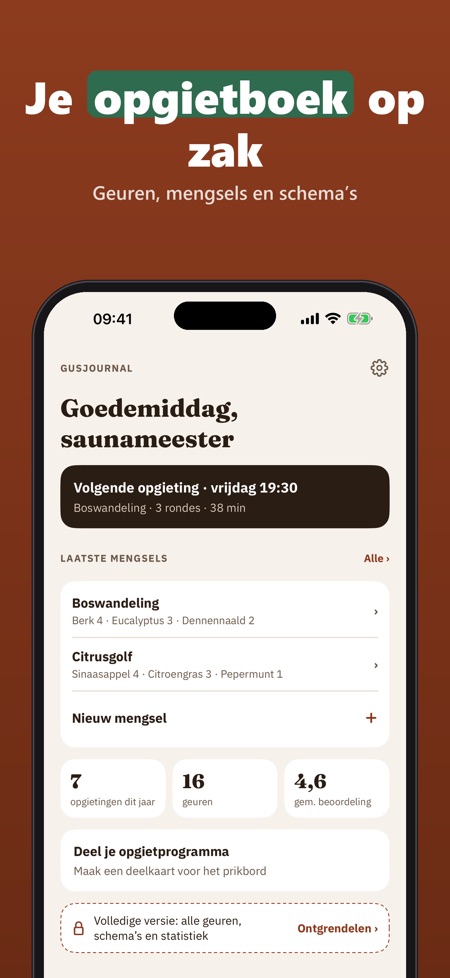 Je opgietboek op
zak
Geuren, mengsels en schema's
09:41
GUSJOURNAL
Goedemiddag,
saunameester
Volgende opgieting · vrijdag 19:30
Boswandeling · 3 rondes · 38 min
LAATSTE MENGSELS
Alle ›
Boswandeling
Berk 4 · Eucalyptus 3 · Dennennaald 2
Citrusgolf
Sinaasappel 4 · Citroengras 3 · Pepermunt 1
Nieuw mengsel
7
opgietingen dit jaar
16
geuren
4,6
gem. beoordeling
Deel je opgietprogramma
Maak een deelkaart voor het prikbord
Volledige versie: alle geuren,
schema's en statistiek
Ontgrendelen ›